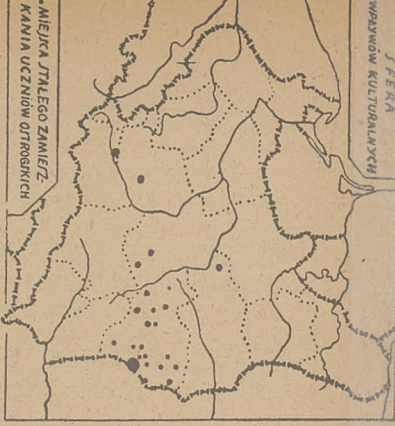 SFERA
WPŁYWÓW KULTURALNYCH
MIEJSCA STAŁEGO ZAMIESZ-
KANIA UCZNIÓW OSTROGSKICH